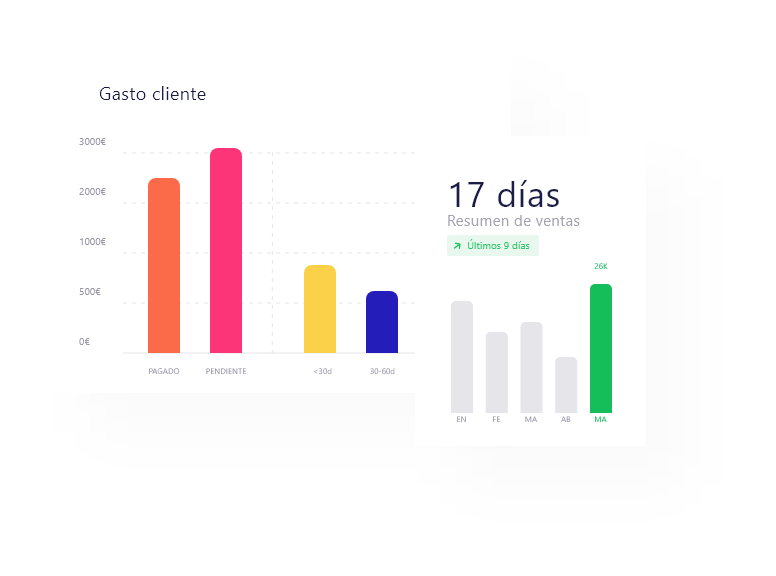 Gasto cliente
3000€
2000€
1000€
500€
0€
PAGADO PENDIENTE <30d 30-60d
17 días
Resumen de ventas
Últimos 9 días
26K
EN FE MA AB MA